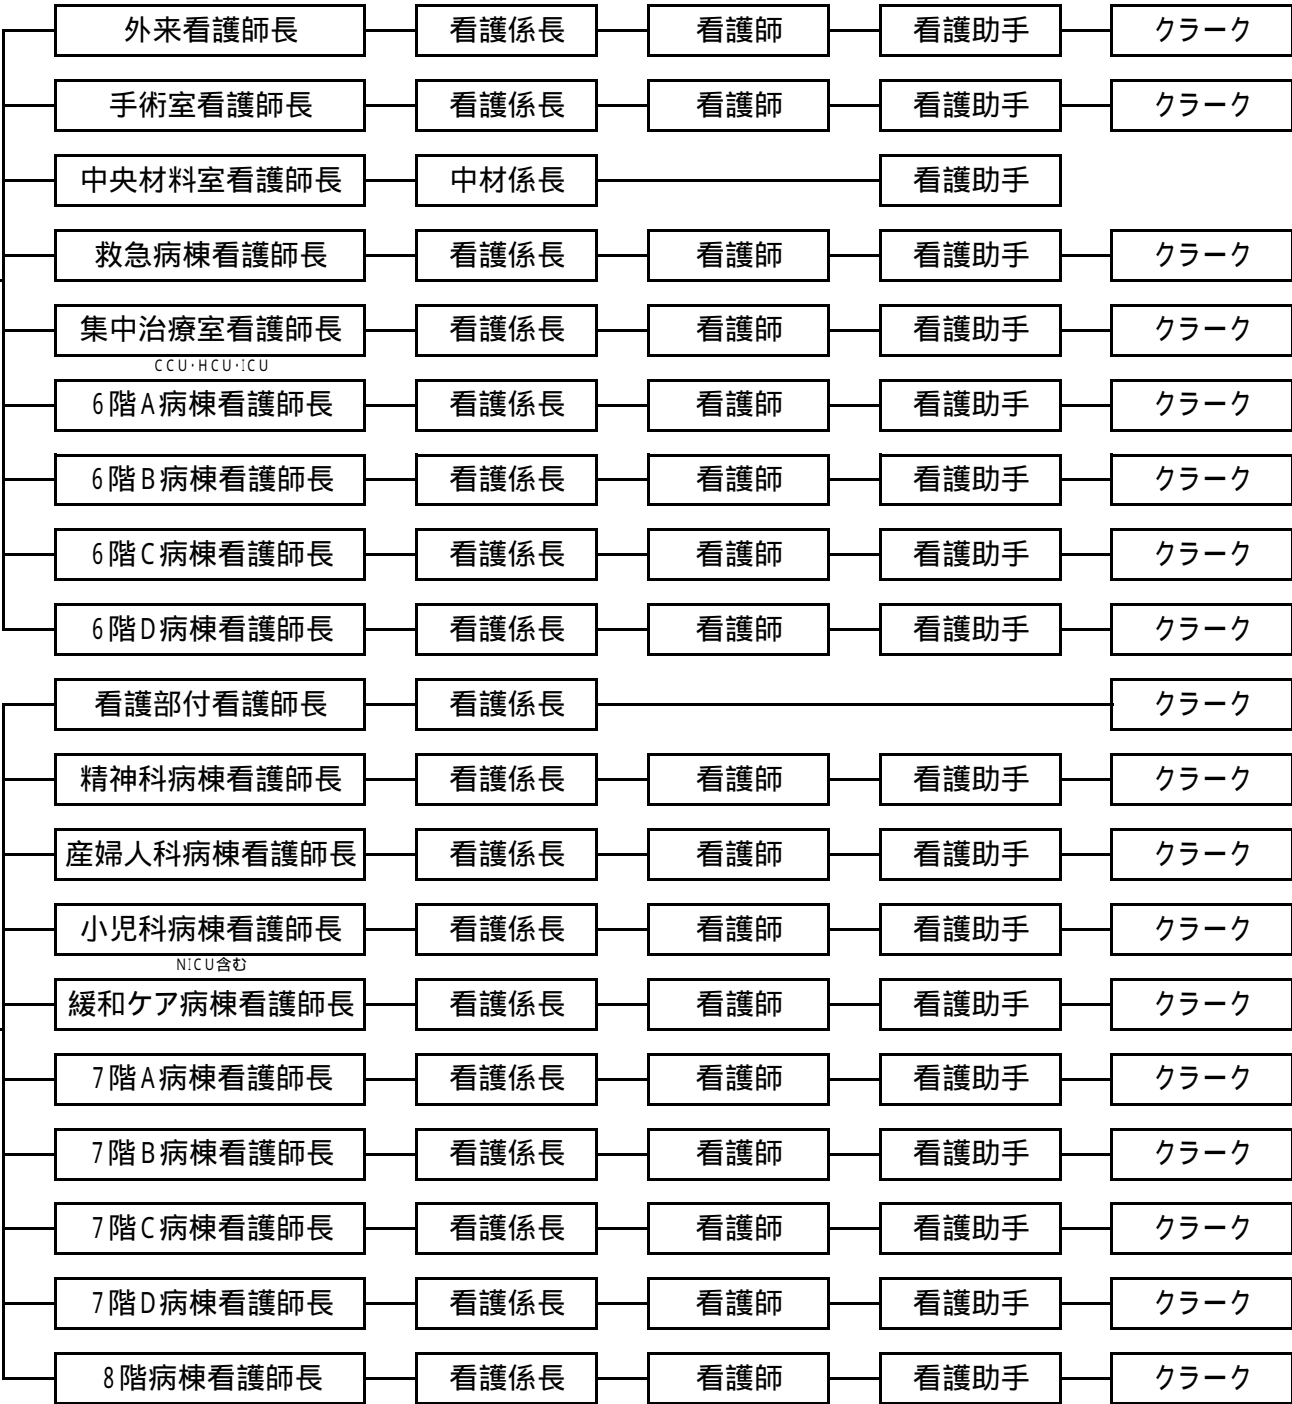 外来看護師長 看護係長 看護師 看護助手 クラーク
手術室看護師長 看護係長 看護師 看護助手 クラーク
中央材料室看護師長 中材係長 看護助手
救急病棟看護師長 看護係長 看護師 看護助手 クラーク
集中治療室看護師長 看護係長 看護師 看護助手 クラーク
CCU・HCU・ICU
6階A病棟看護師長 看護係長 看護師 看護助手 クラーク
6階B病棟看護師長 看護係長 看護師 看護助手 クラーク
6階C病棟看護師長 看護係長 看護師 看護助手 クラーク
6階D病棟看護師長 看護係長 看護師 看護助手 クラーク
看護部付看護師長 看護係長 クラーク
精神科病棟看護師長 看護係長 看護師 看護助手 クラーク
産婦人科病棟看護師長 看護係長 看護師 看護助手 クラーク
小児科病棟看護師長 看護係長 看護師 看護助手 クラーク
NICU含む
緩和ケア病棟看護師長 看護係長 看護師 看護助手 クラーク
7階A病棟看護師長 看護係長 看護師 看護助手 クラーク
7階B病棟看護師長 看護係長 看護師 看護助手 クラーク
7階C病棟看護師長 看護係長 看護師 看護助手 クラーク
7階D病棟看護師長 看護係長 看護師 看護助手 クラーク
8階病棟看護師長 看護係長 看護師 看護助手 クラーク